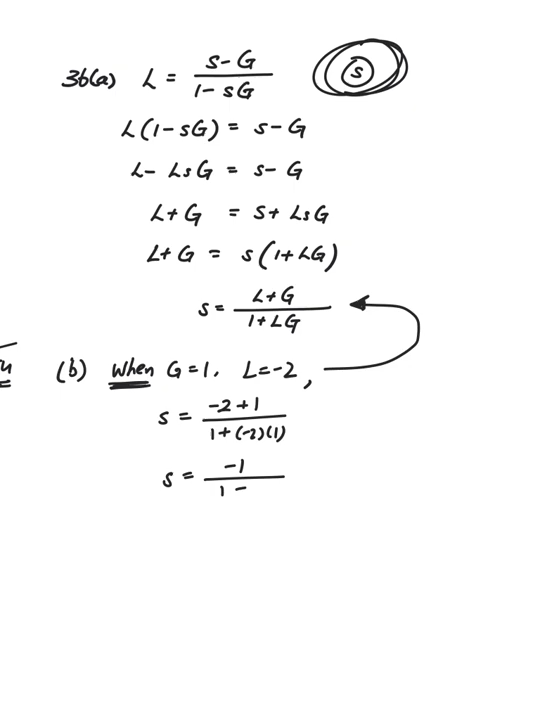 3b(a) L = (s - G)/(1 - sG) s
L(1 - sG) = s - G
L - LsG = s - G
L + G = s + LsG
L + G = s(1 + LG)
s = (L + G)/(1 + LG)
(b) When G = 1, L = -2,
s = (-2 + 1)/(1 + (-2)(1))
s = (-1)/(1 -